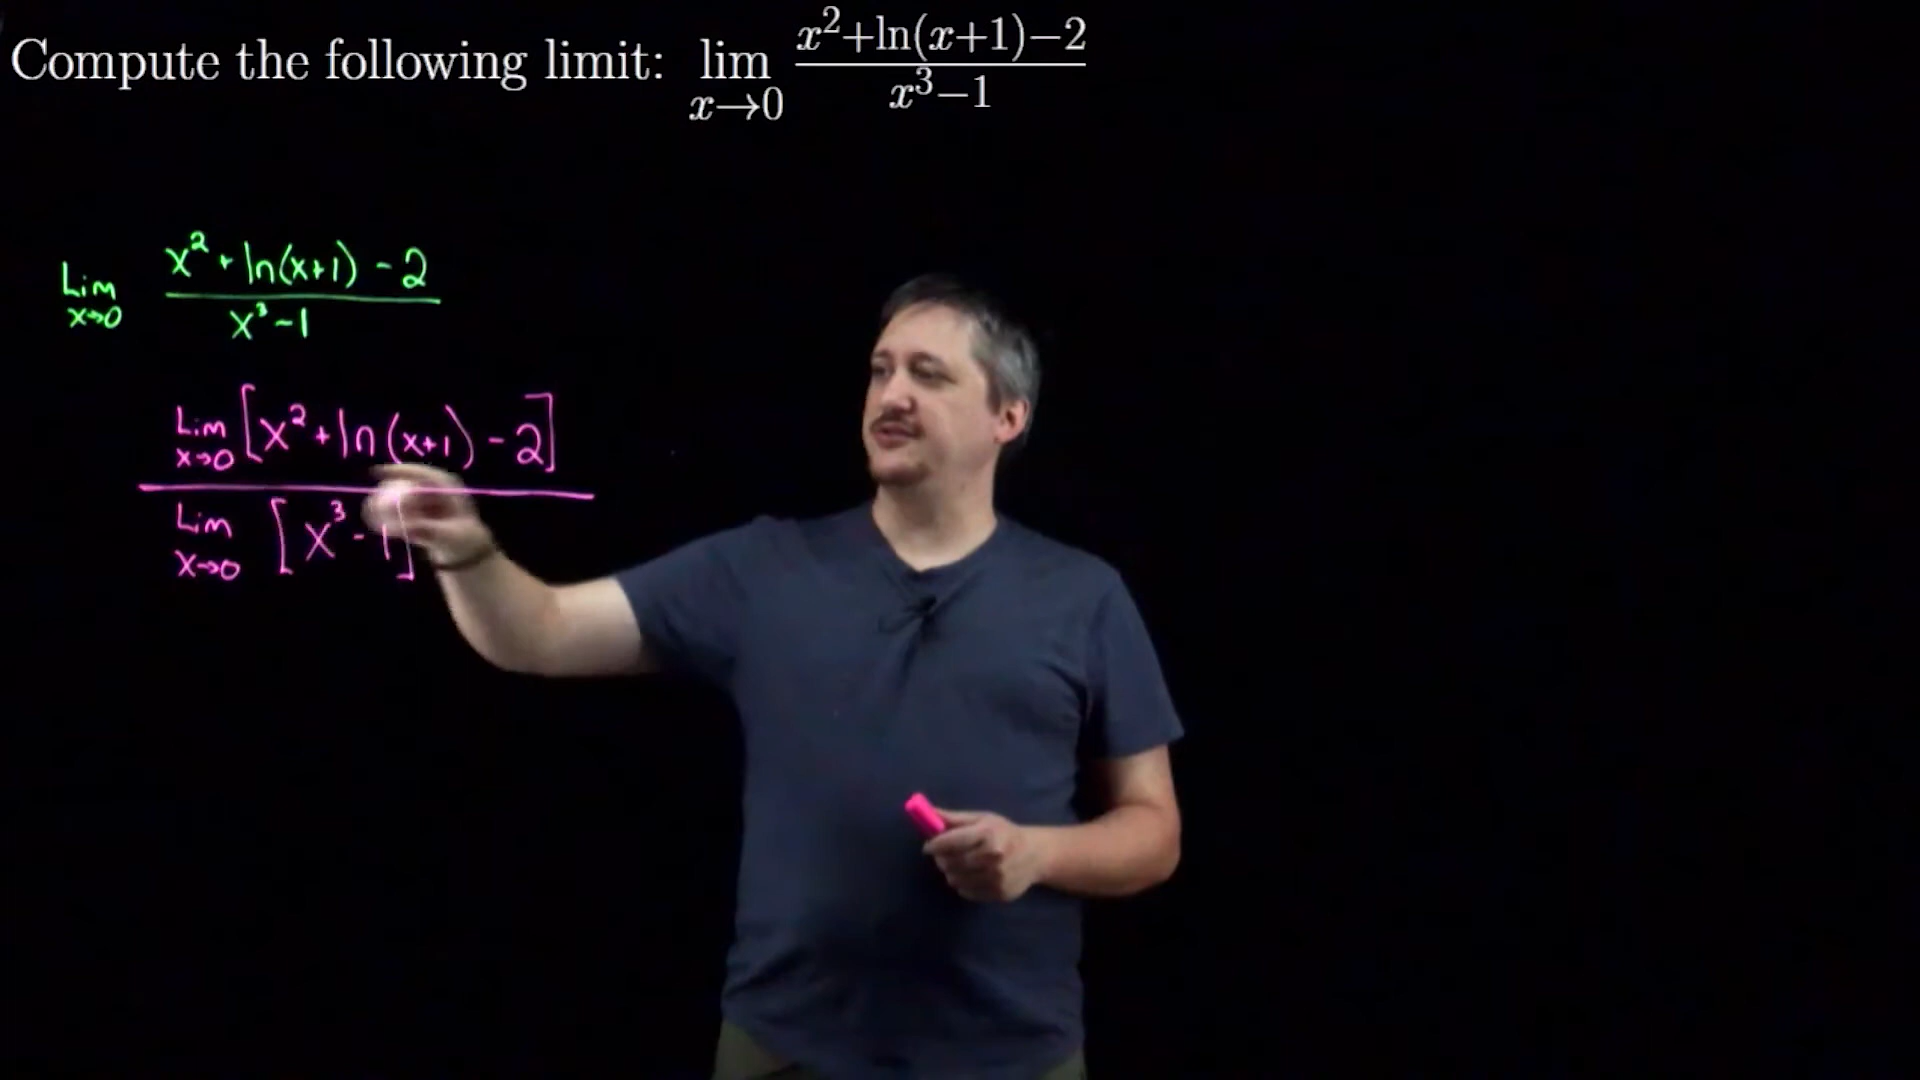 Compute the following limit: lim x→0 x²+ln(x+1)−2 / x³−1
Lim x→0 x² + ln(x+1) - 2 / x³ - 1
Lim x→0 [x² + ln(x+1) - 2]
Lim x→0 [x³ - 1]